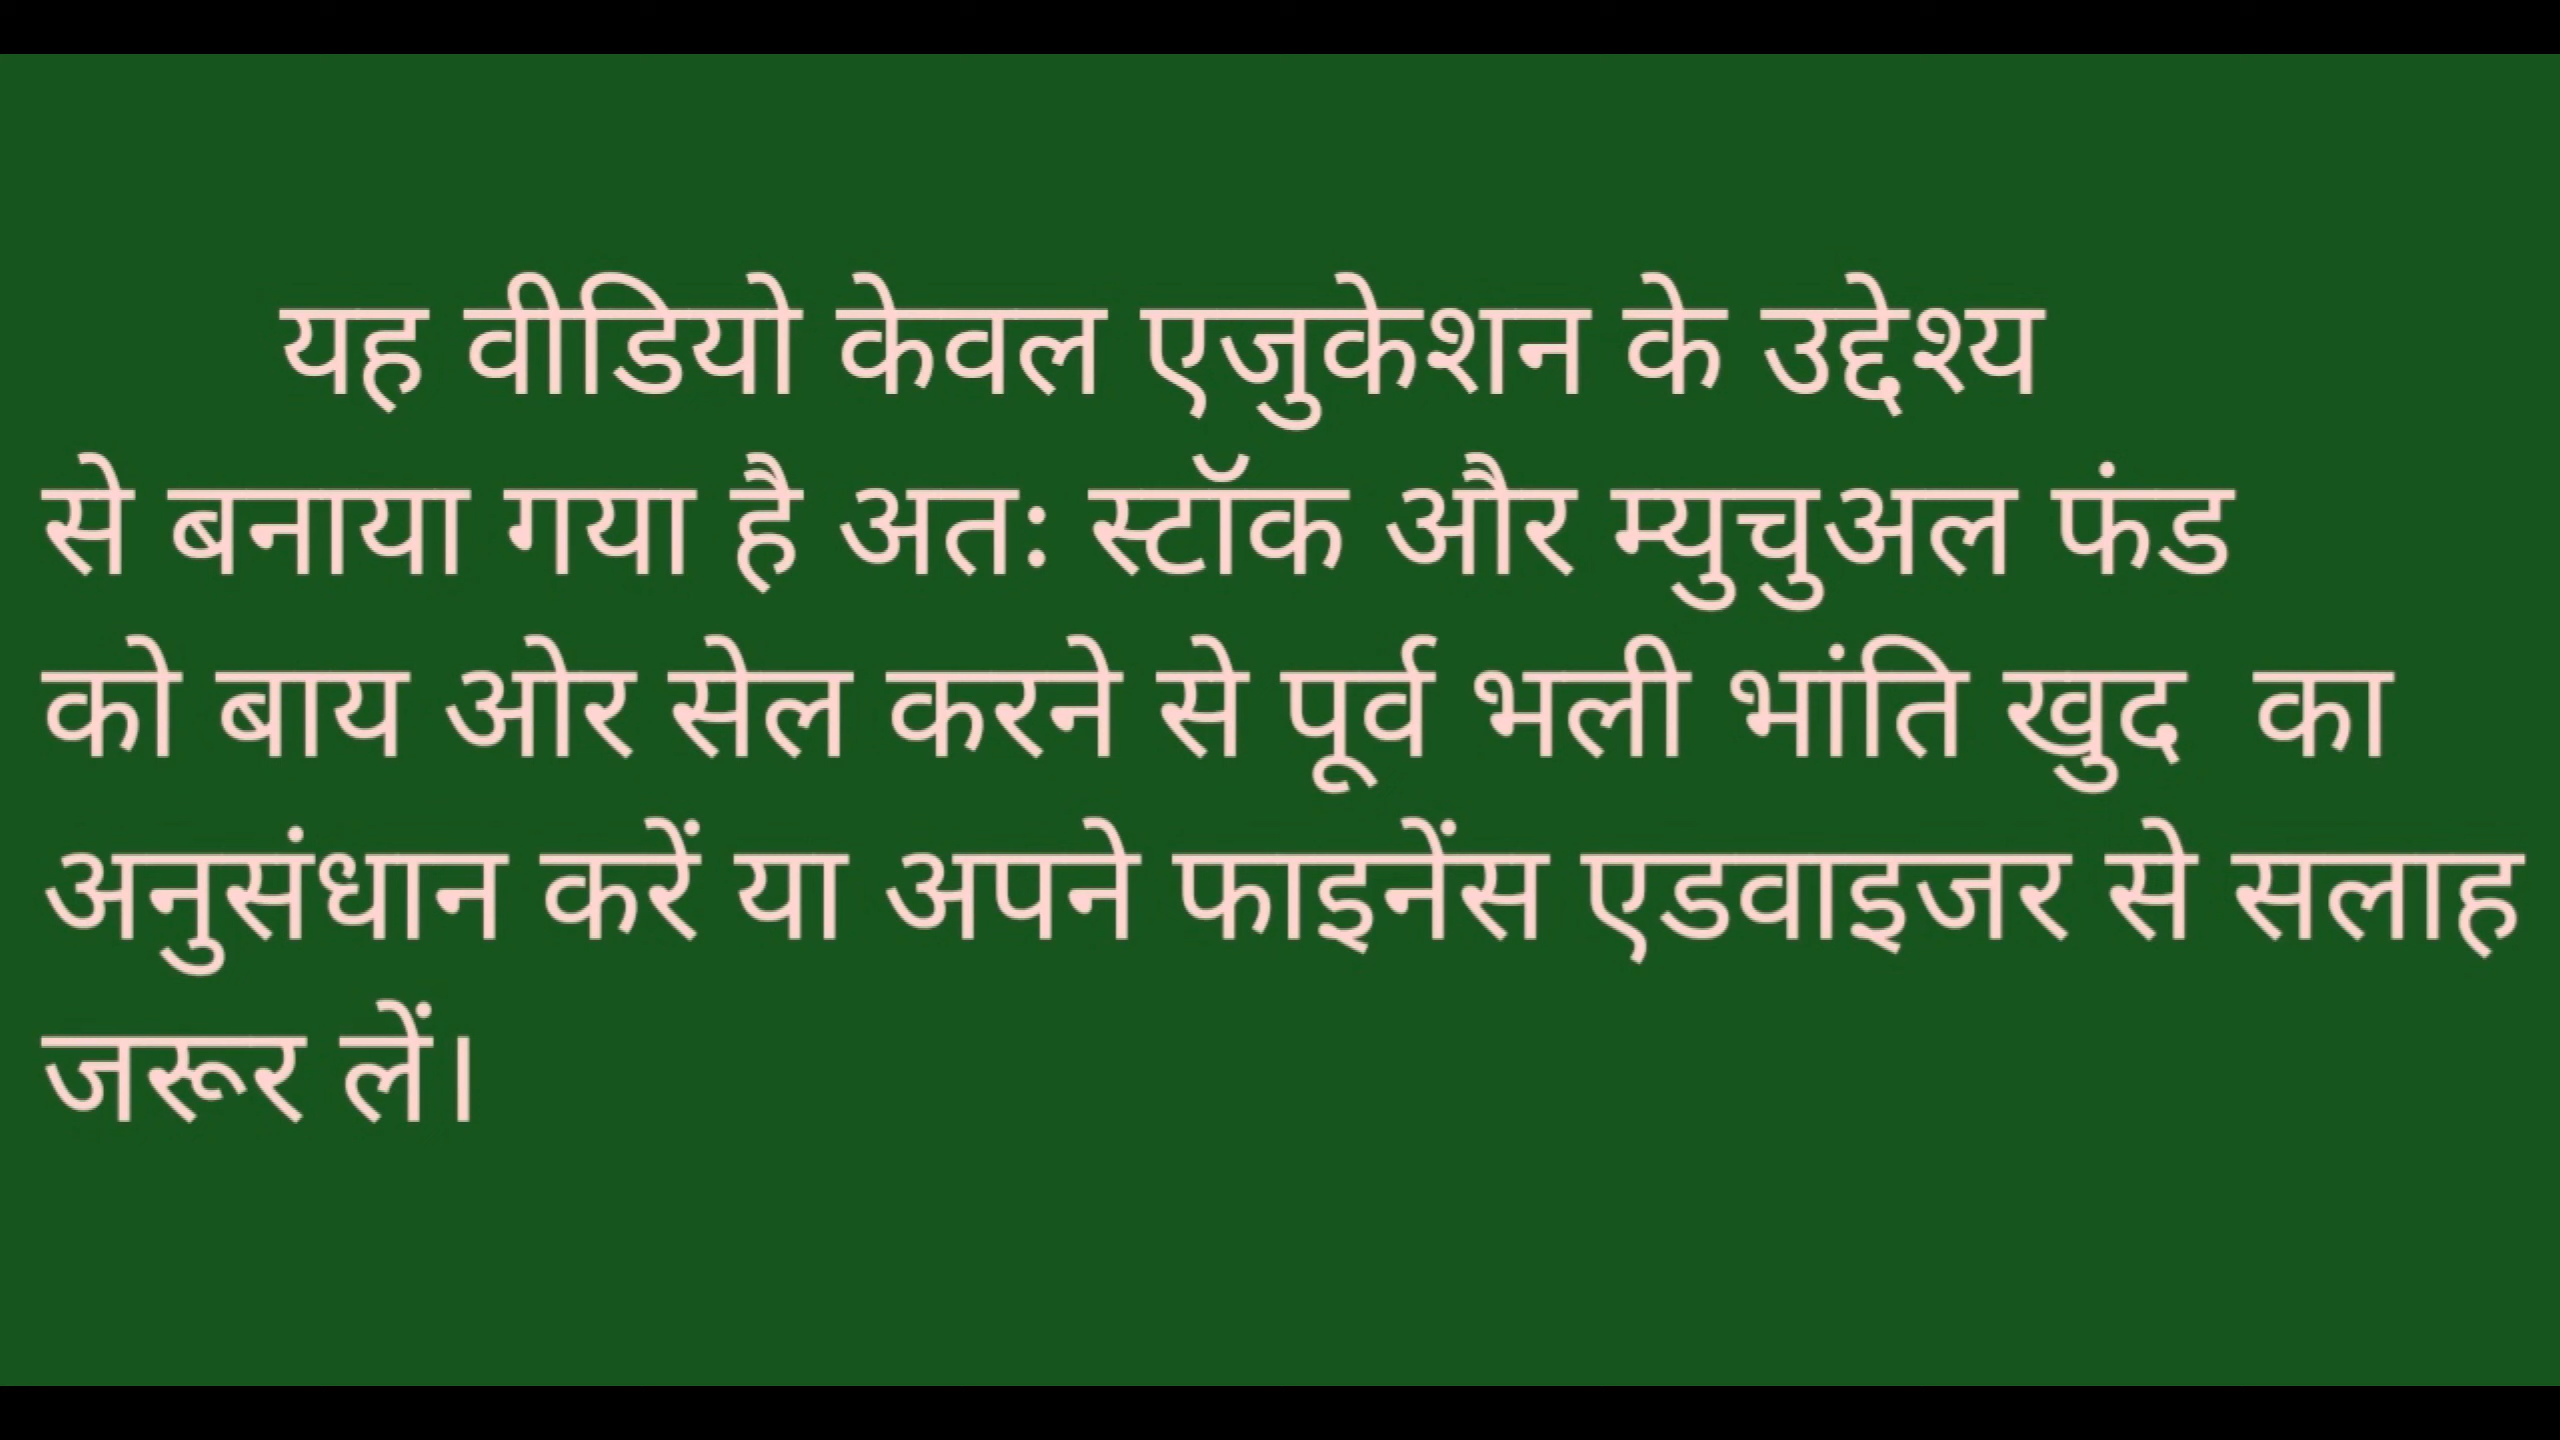 यह वीडियो केवल एजुकेशन के उद्देश्य
से बनाया गया है अतः स्टॉक और म्युचुअल फंड
को बाय ओर सेल करने से पूर्व भली भांति खुद  का
अनुसंधान करें या अपने फाइनेंस एडवाइजर से सलाह
जरूर लें।